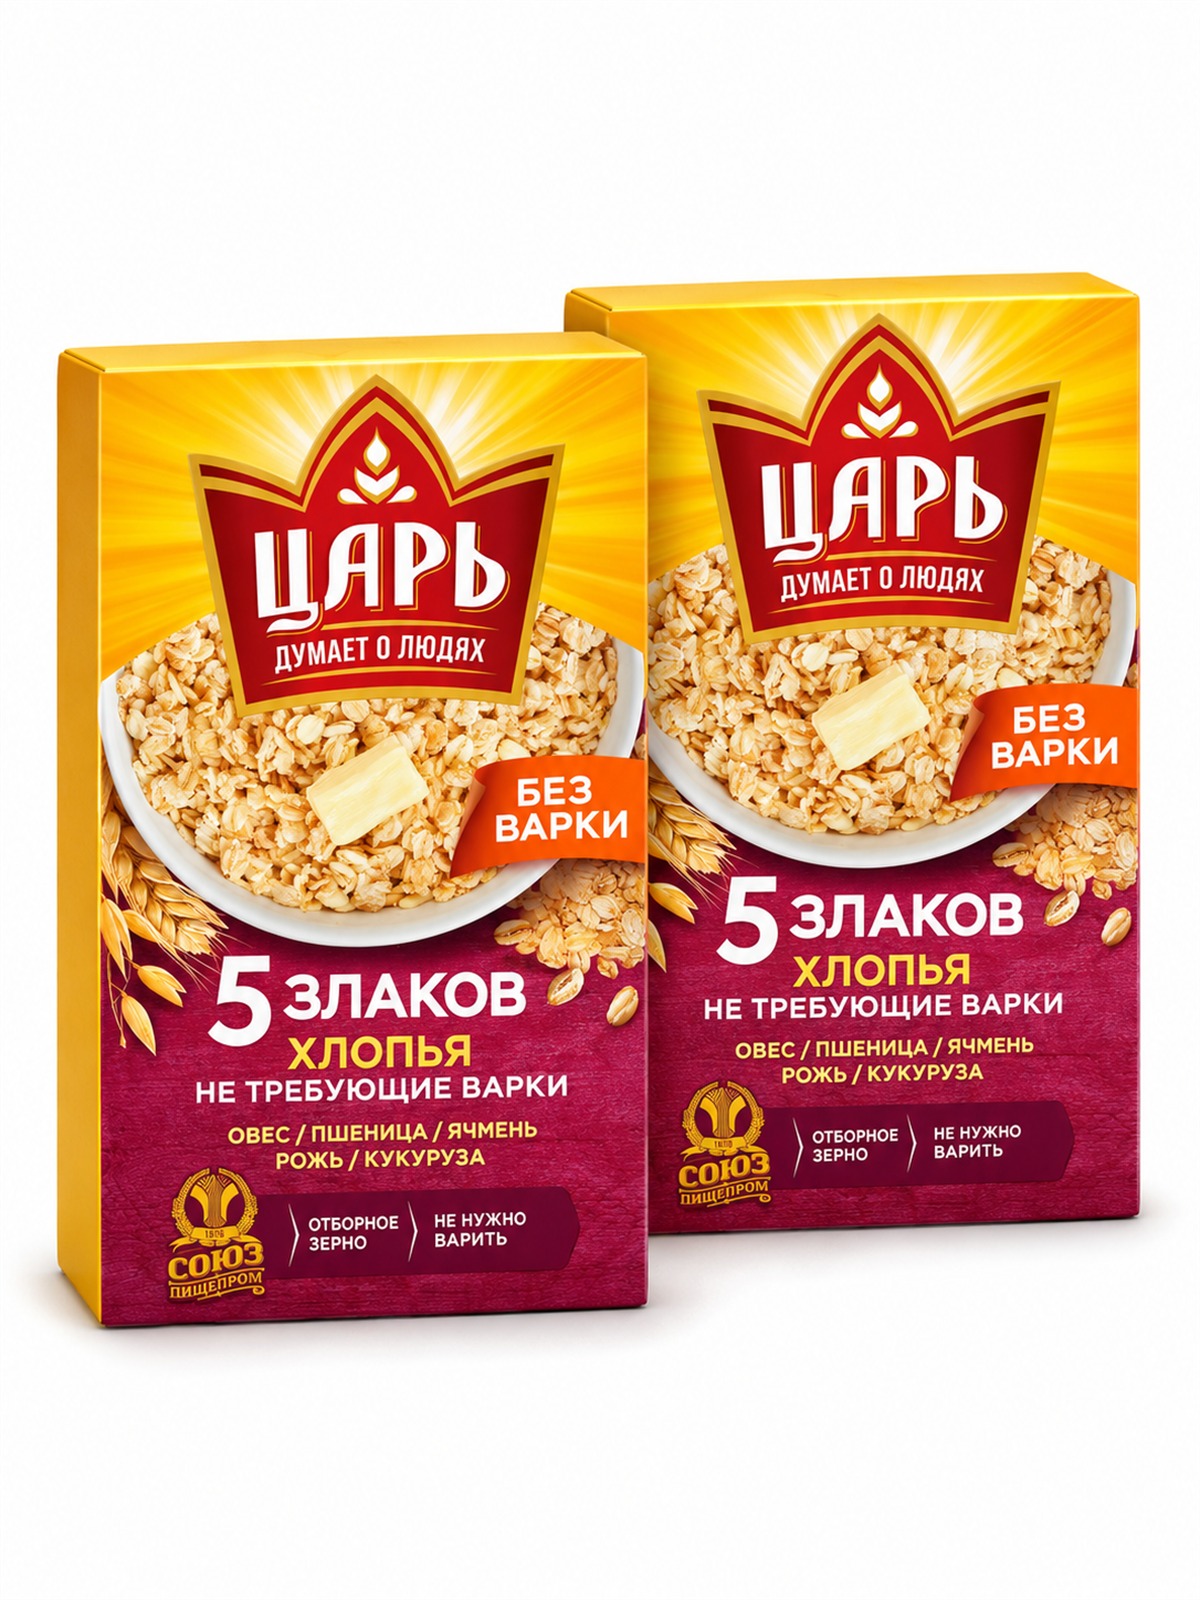 ЦАРЬ
ДУМАЕТ О ЛЮДЯХ
БЕЗ
ВАРКИ
5 ЗЛАКОВ
ХЛОПЬЯ
НЕ ТРЕБУЮЩИЕ ВАРКИ
ОВЕС / ПШЕНИЦА / ЯЧМЕНЬ
РОЖЬ / КУКУРУЗА
СОЮЗ
ПИЩЕПРОМ
ОТБОРНОЕ
ЗЕРНО
НЕ НУЖНО
ВАРИТЬ
ЦАРЬ
ДУМАЕТ О ЛЮДЯХ
БЕЗ
ВАРКИ
5 ЗЛАКОВ
ХЛОПЬЯ
НЕ ТРЕБУЮЩИЕ ВАРКИ
ОВЕС / ПШЕНИЦА / ЯЧМЕНЬ
РОЖЬ / КУКУРУЗА
СОЮЗ
ПИЩЕПРОМ
ОТБОРНОЕ
ЗЕРНО
НЕ НУЖНО
ВАРИТЬ